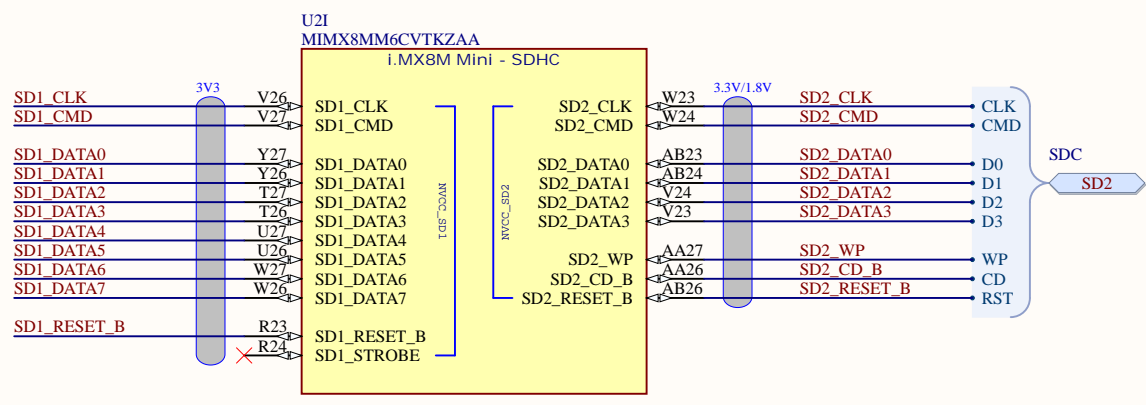 U2I
MIMX8MM6CVTKZAA
i.MX8M Mini - SDHC
3V3
3.3V/1.8V
SD1_CLK V26 SD1_CLK SD2_CLK W23 SD2_CLK CLK
SD1_CMD V27 SD1_CMD SD2_CMD W24 SD2_CMD CMD
SD1_DATA0 Y27 SD1_DATA0 SD2_DATA0 AB23 SD2_DATA0 D0
SDC
SD1_DATA1 Y26 SD1_DATA1 SD2_DATA1 AB24 SD2_DATA1 D1
SD2
SD1_DATA2 T27 SD1_DATA2 SD2_DATA2 V24 SD2_DATA2 D2
SD1_DATA3 T26 SD1_DATA3 SD2_DATA3 V23 SD2_DATA3 D3
NVCC_SD1
NVCC_SD2
SD1_DATA4 U27 SD1_DATA4
SD1_DATA5 U26 SD1_DATA5 SD2_WP AA27 SD2_WP WP
SD1_DATA6 W27 SD1_DATA6 SD2_CD_B AA26 SD2_CD_B CD
SD1_DATA7 W26 SD1_DATA7 SD2_RESET_B AB26 SD2_RESET_B RST
SD1_RESET_B R23 SD1_RESET_B
R24 SD1_STROBE